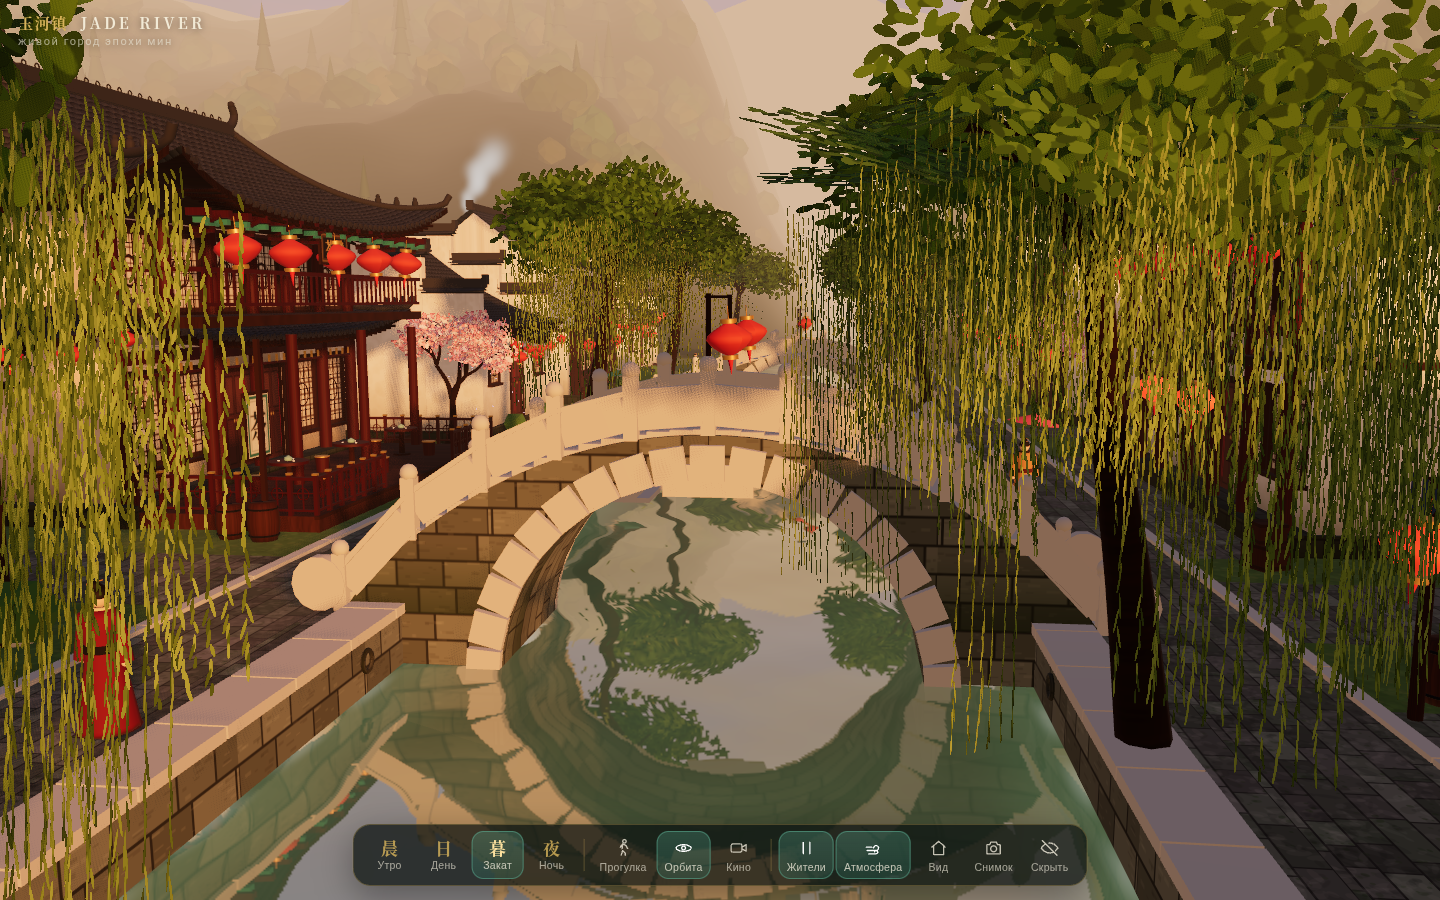 玉河镇 JADE RIVER
живой город эпохи мин
晨 日 暮 夜
Утро День Закат Ночь Прогулка Орбита Кино Жители Атмосфера Вид Снимок Скрыть